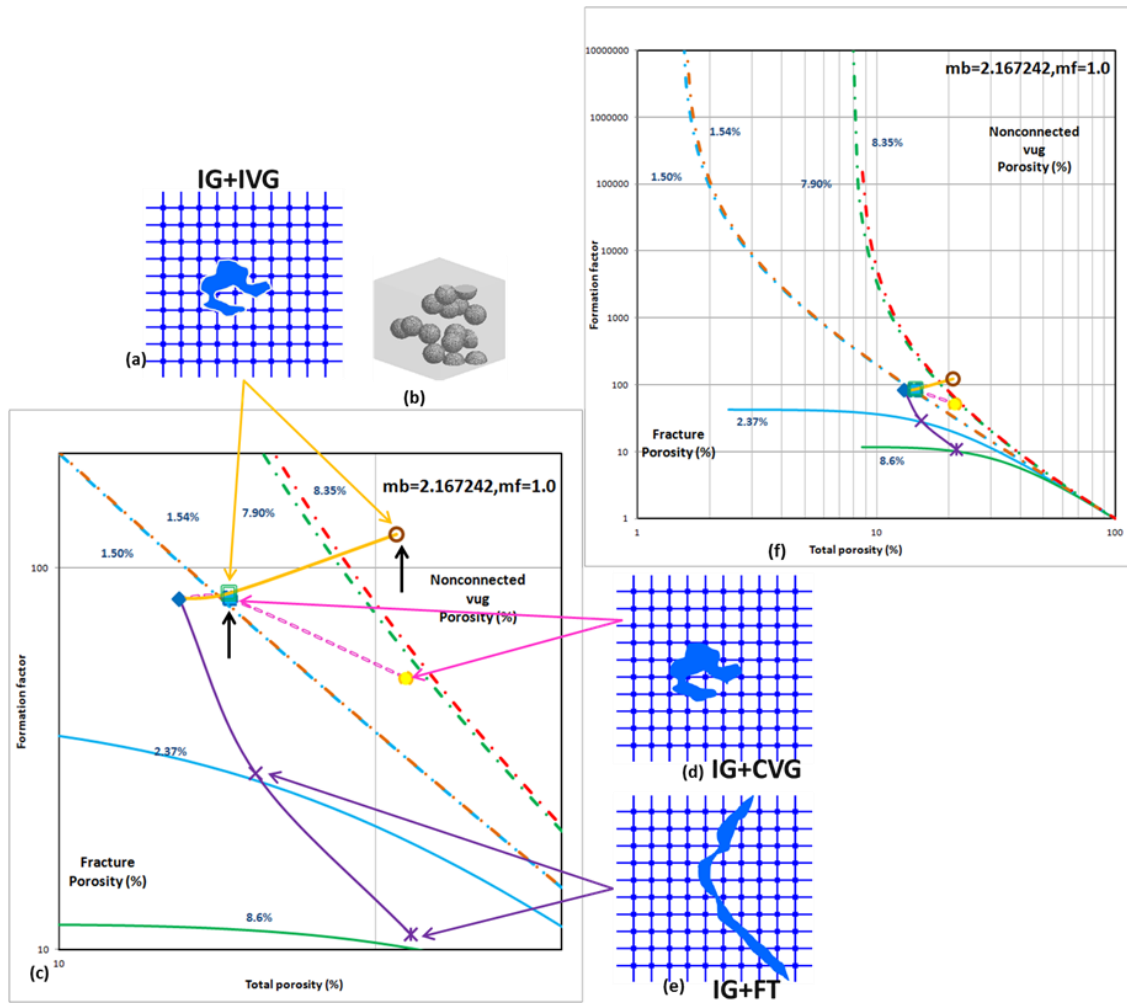 IG+IVG
(a)
(b)
10000000
1000000
100000
10000
1000
100
10
1
1
10
100
Formation factor
Total porosity (%)
mb=2.167242,mf=1.0
1.54%
1.50%
8.35%
7.90%
Nonconnected
vug
Porosity (%)
2.37%
Fracture
Porosity (%)
8.6%
(f)
mb=2.167242,mf=1.0
8.35%
1.54%
7.90%
1.50%
100
Nonconnected
vug
Porosity (%)
Formation factor
2.37%
Fracture
Porosity (%)
8.6%
10
10
(c)
Total porosity (%)
(d) IG+CVG
(e)
IG+FT